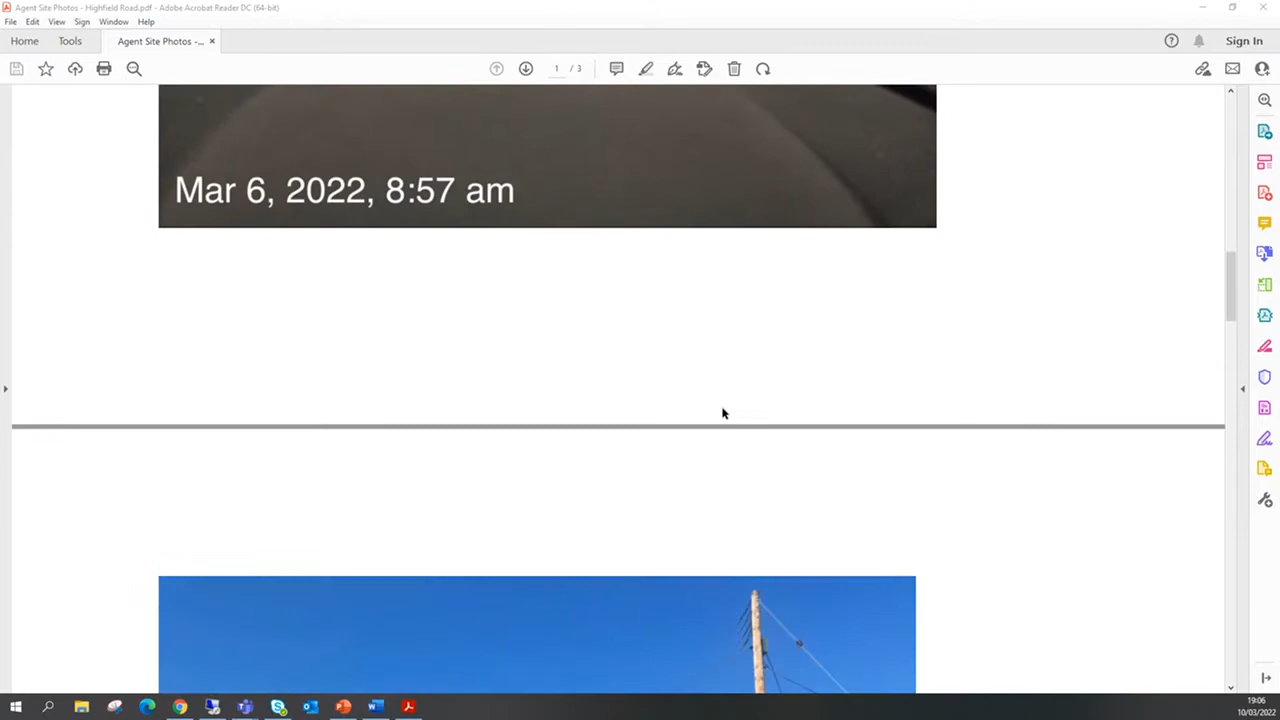 Agent Site Photos - Highfield Road.pdf - Adobe Acrobat Reader DC (64-bit)
File Edit View Sign Window Help
Home Tools Agent Site Photos -... Sign In
1 / 3
Mar 6, 2022, 8:57 am
19:06
10/03/2022